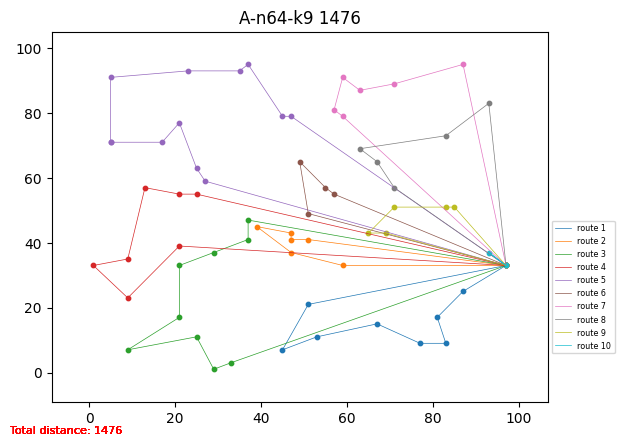 A-n64-k9 1476
100
80
60
40
20
0
0 20 40 60 80 100
route 1
route 2
route 3
route 4
route 5
route 6
route 7
route 8
route 9
route 10
Total distance: 1476